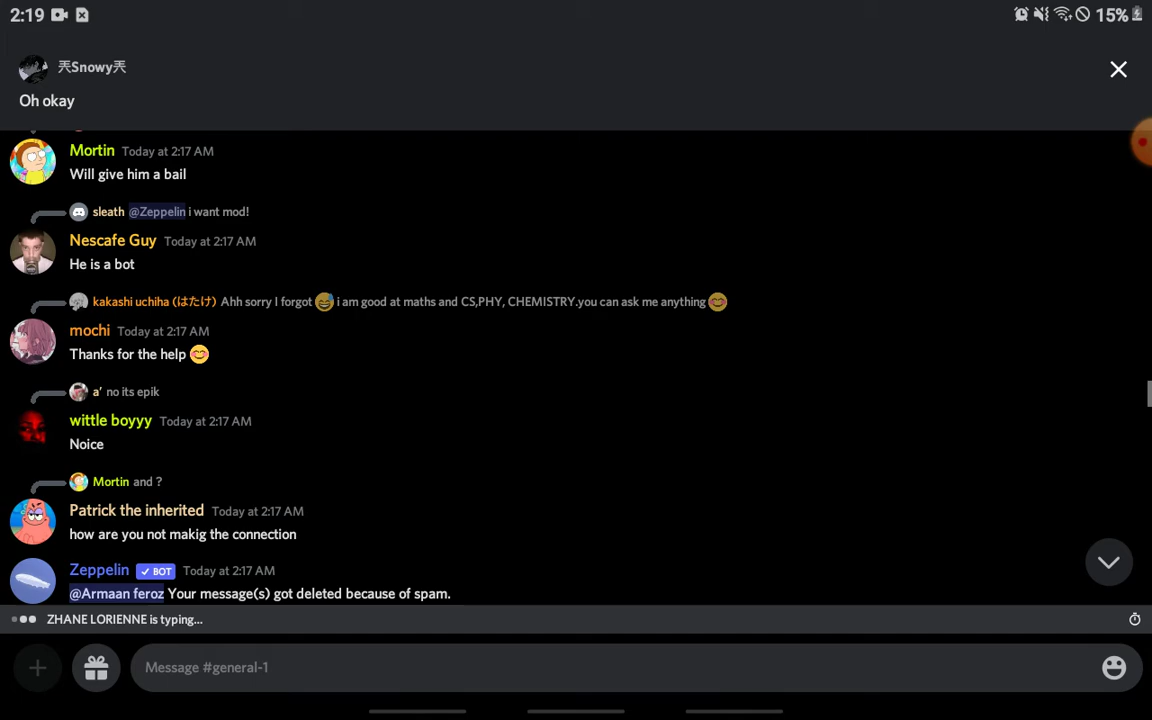 2:19
15%
天Snowy天
Oh okay
Mortin Today at 2:17 AM
Will give him a bail
sleath @Zeppelin i want mod!
Nescafe Guy Today at 2:17 AM
He is a bot
kakashi uchiha (はたけ) Ahh sorry I forgot 😅 i am good at maths and CS,PHY, CHEMISTRY.you can ask me anything 😊
mochi Today at 2:17 AM
Thanks for the help 😊
a' no its epik
wittle boyyy Today at 2:17 AM
Noice
Mortin and ?
Patrick the inherited Today at 2:17 AM
how are you not makig the connection
Zeppelin ✓ BOT Today at 2:17 AM
@Armaan feroz Your message(s) got deleted because of spam.
ZHANE LORIENNE is typing...
Message #general-1